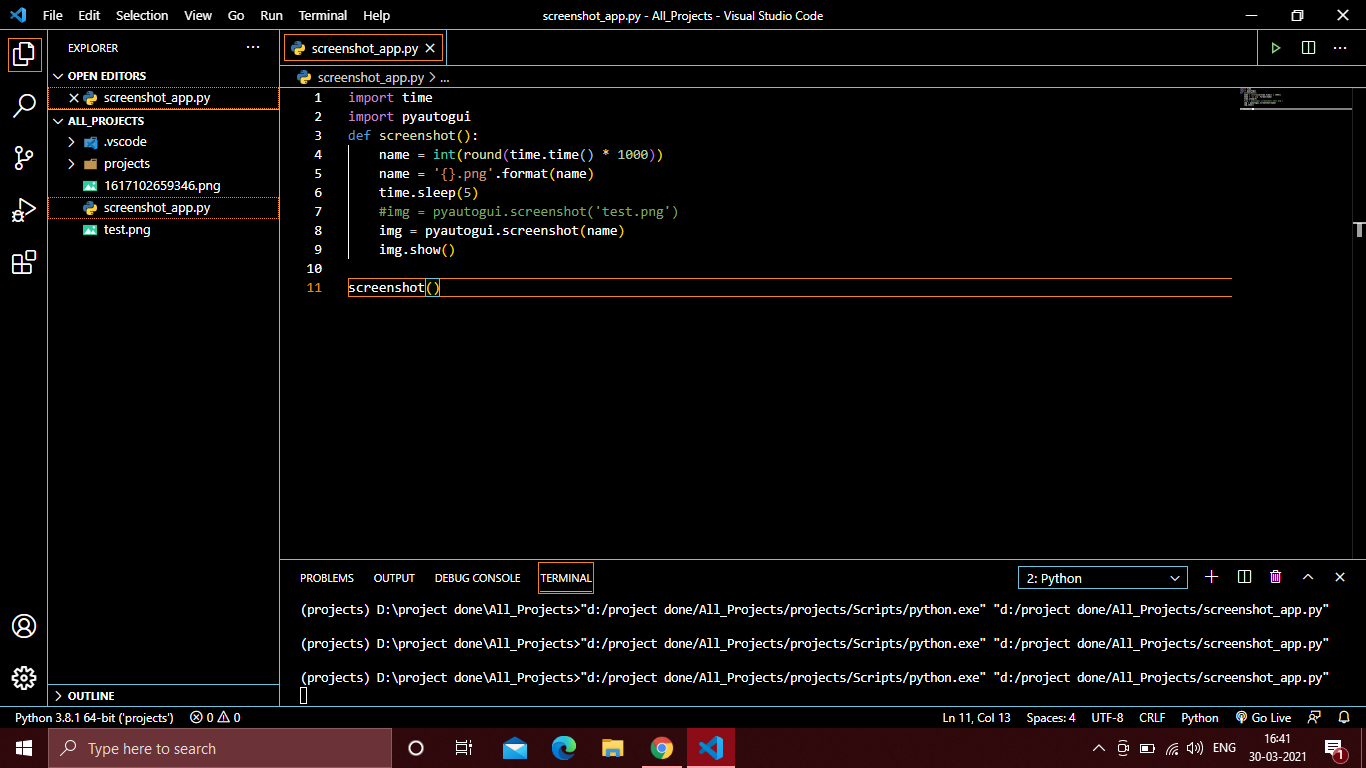 File Edit Selection View Go Run Terminal Help screenshot_app.py - All_Projects - Visual Studio Code
EXPLORER
OPEN EDITORS
screenshot_app.py
ALL_PROJECTS
.vscode
projects
1617102659346.png
screenshot_app.py
test.png
OUTLINE
screenshot_app.py
screenshot_app.py > ...
1 import time
2 import pyautogui
3 def screenshot():
4     name = int(round(time.time() * 1000))
5     name = '{}.png'.format(name)
6     time.sleep(5)
7     #img = pyautogui.screenshot('test.png')
8     img = pyautogui.screenshot(name)
9     img.show()
10
11 screenshot()
PROBLEMS OUTPUT DEBUG CONSOLE TERMINAL 2: Python
(projects) D:\project done\All_Projects>"d:/project done/All_Projects/projects/Scripts/python.exe" "d:/project done/All_Projects/screenshot_app.py"
(projects) D:\project done\All_Projects>"d:/project done/All_Projects/projects/Scripts/python.exe" "d:/project done/All_Projects/screenshot_app.py"
(projects) D:\project done\All_Projects>"d:/project done/All_Projects/projects/Scripts/python.exe" "d:/project done/All_Projects/screenshot_app.py"
Python 3.8.1 64-bit ('projects') 0 0 Ln 11, Col 13 Spaces: 4 UTF-8 CRLF Python Go Live
Type here to search
ENG
16:41
30-03-2021
1